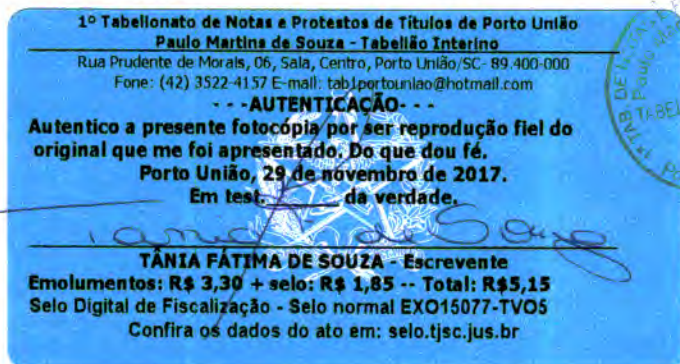 1º Tabelionato de Notas e Protestos de Títulos de Porto União
Paulo Martins de Souza - Tabelião Interino
Rua Prudente de Morais, 06, Sala, Centro, Porto União/SC- 89.400-000
Fone: (42) 3522-4157 E-mail: tab1portouniao@hotmail.com
- - -AUTENTICAÇÃO- - -
Autentico a presente fotocópia por ser reprodução fiel do
original que me foi apresentado. Do que dou fé.
Porto União, 29 de novembro de 2017.
Em test.______da verdade.
TÂNIA FÁTIMA DE SOUZA - Escrevente
Emolumentos: R$ 3,30 + selo: R$ 1,85 -- Total: R$5,15
Selo Digital de Fiscalização - Selo normal EXO15077-TVO5
Confira os dados do ato em: selo.tjsc.jus.br